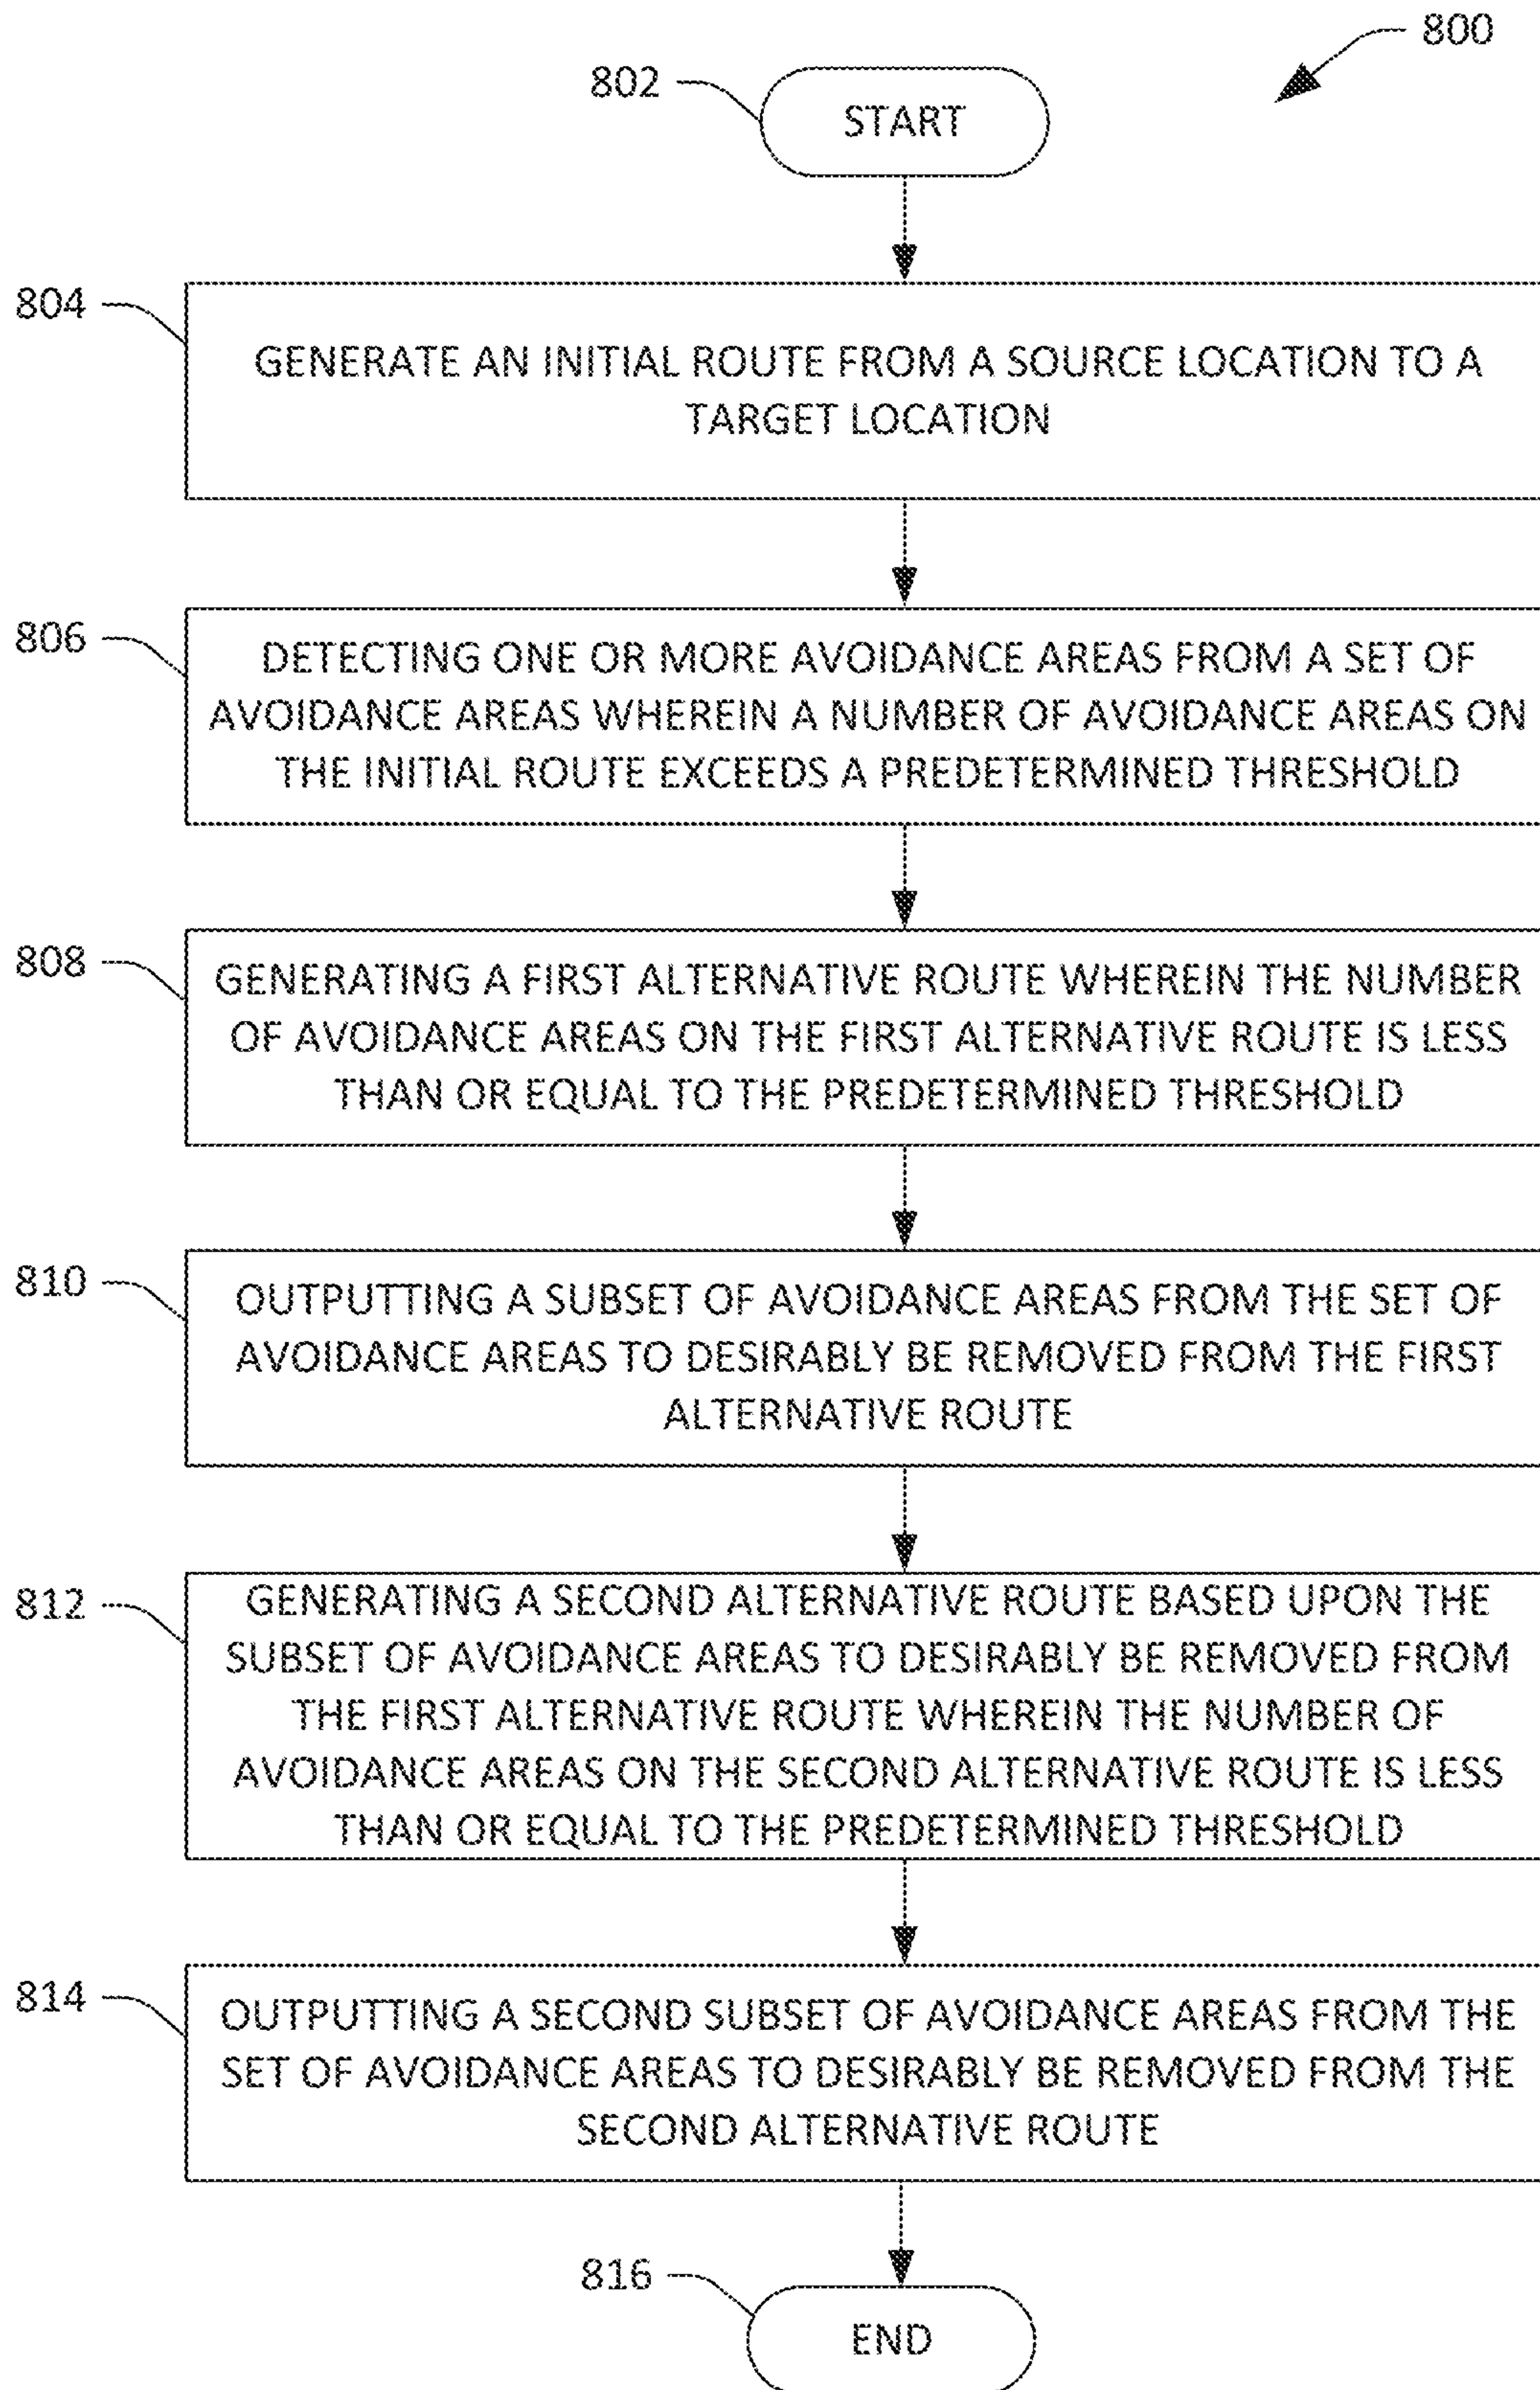 800
802
START
804
GENERATE AN INITIAL ROUTE FROM A SOURCE LOCATION TO A
TARGET LOCATION
806
DETECTING ONE OR MORE AVOIDANCE AREAS FROM A SET OF
AVOIDANCE AREAS WHEREIN A NUMBER OF AVOIDANCE AREAS ON
THE INITIAL ROUTE EXCEEDS A PREDETERMINED THRESHOLD
808
GENERATING A FIRST ALTERNATIVE ROUTE WHEREIN THE NUMBER
OF AVOIDANCE AREAS ON THE FIRST ALTERNATIVE ROUTE IS LESS
THAN OR EQUAL TO THE PREDETERMINED THRESHOLD
810
OUTPUTTING A SUBSET OF AVOIDANCE AREAS FROM THE SET OF
AVOIDANCE AREAS TO DESIRABLY BE REMOVED FROM THE FIRST
ALTERNATIVE ROUTE
812
GENERATING A SECOND ALTERNATIVE ROUTE BASED UPON THE
SUBSET OF AVOIDANCE AREAS TO DESIRABLY BE REMOVED FROM
THE FIRST ALTERNATIVE ROUTE WHEREIN THE NUMBER OF
AVOIDANCE AREAS ON THE SECOND ALTERNATIVE ROUTE IS LESS
THAN OR EQUAL TO THE PREDETERMINED THRESHOLD
814
OUTPUTTING A SECOND SUBSET OF AVOIDANCE AREAS FROM THE
SET OF AVOIDANCE AREAS TO DESIRABLY BE REMOVED FROM THE
SECOND ALTERNATIVE ROUTE
816
END